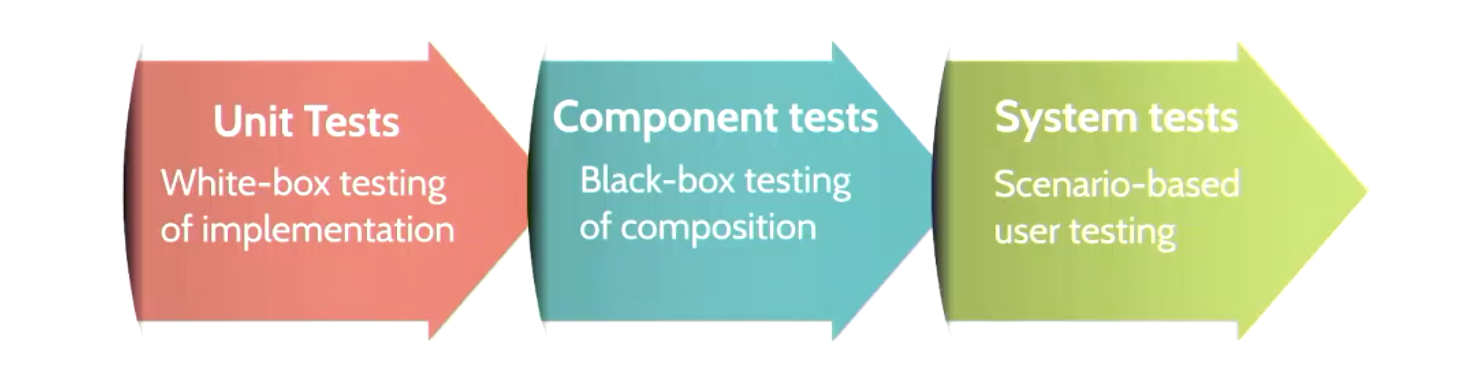 Unit Tests
White-box testing
of implementation
Component tests
Black-box testing
of composition
System tests
Scenario-based
user testing